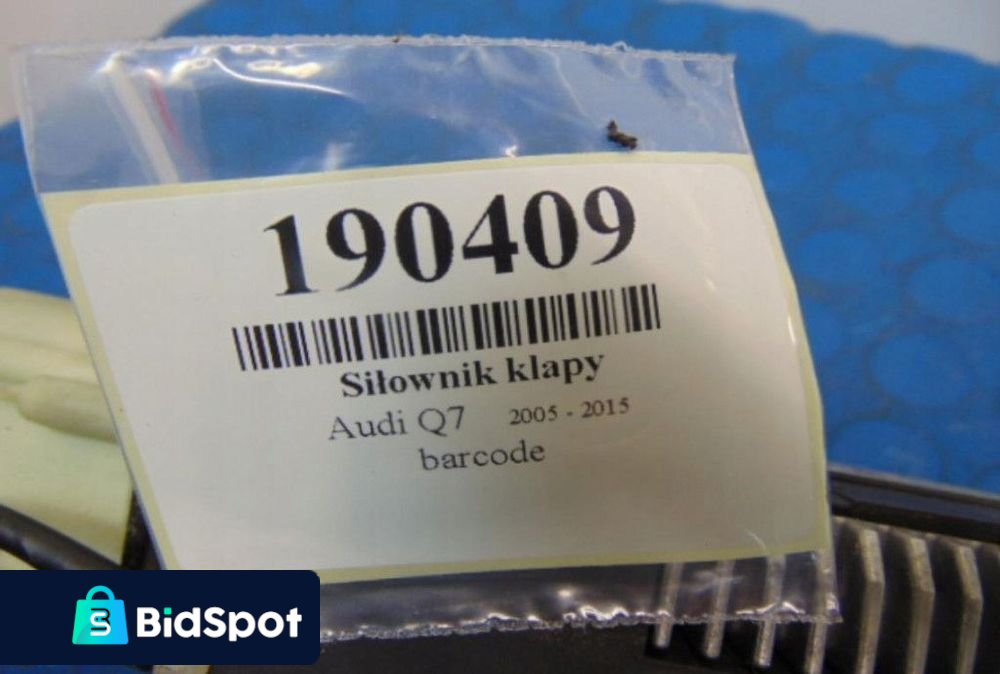 190409
Siłownik klapy
Audi Q7 2005 - 2015
barcode
BidSpot